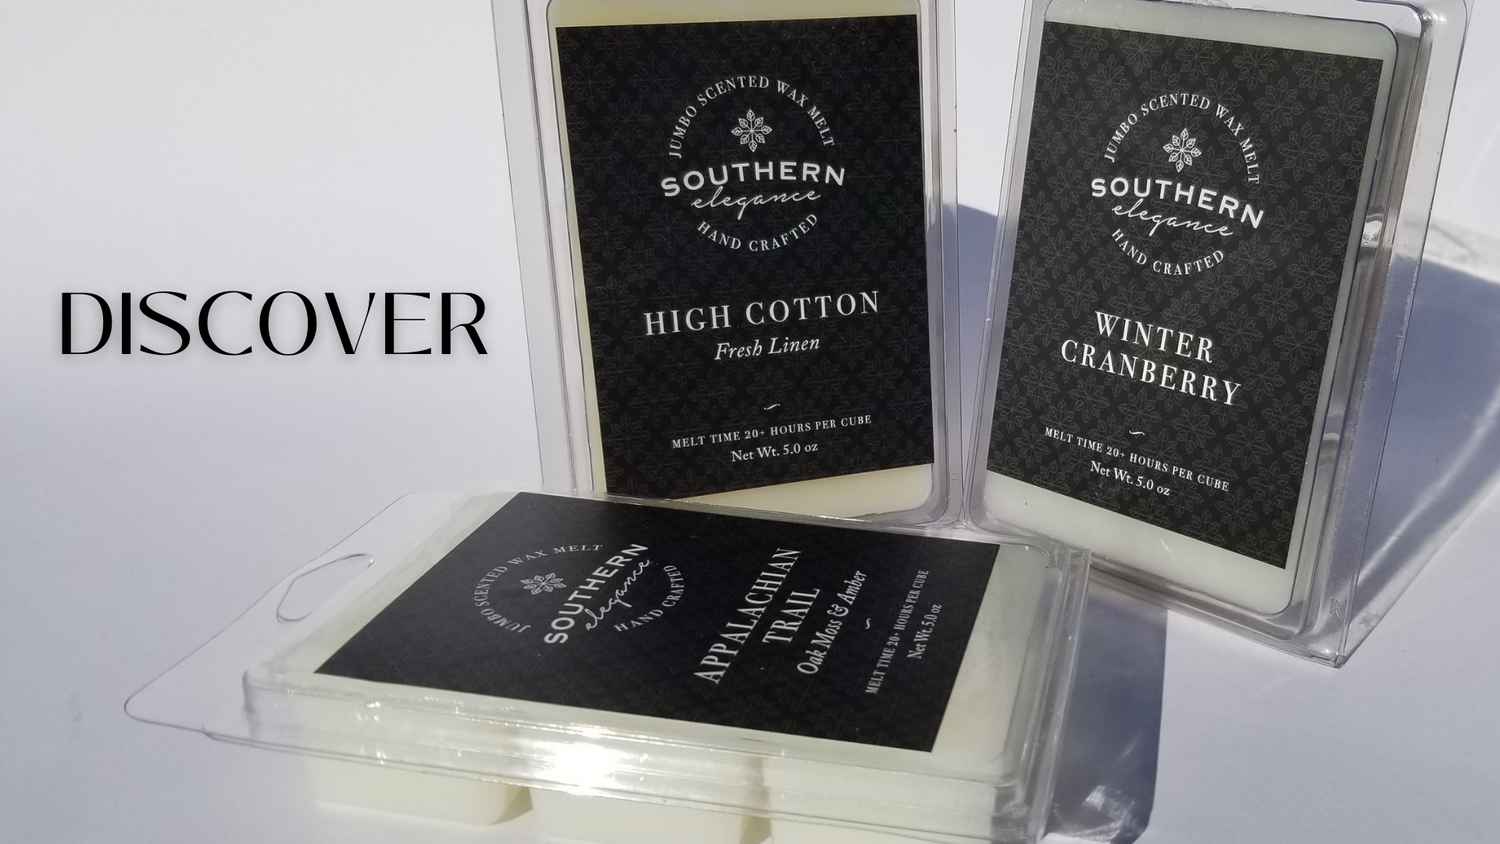 DISCOVER
JUMBO SCENTED WAX MELT
SOUTHERN
elegance
HAND CRAFTED
HIGH COTTON
Fresh Linen
MELT TIME 20+ HOURS PER CUBE
Net Wt. 5.0 oz
JUMBO SCENTED WAX MELT
SOUTHERN
elegance
HAND CRAFTED
WINTER
CRANBERRY
MELT TIME 20+ HOURS PER CUBE
Net Wt. 5.0 oz
JUMBO SCENTED WAX MELT
SOUTHERN
elegance
HAND CRAFTED
APPALACHIAN
TRAIL
Oak Moss & Amber
MELT TIME 20+ HOURS PER CUBE
Net Wt. 5.0 oz